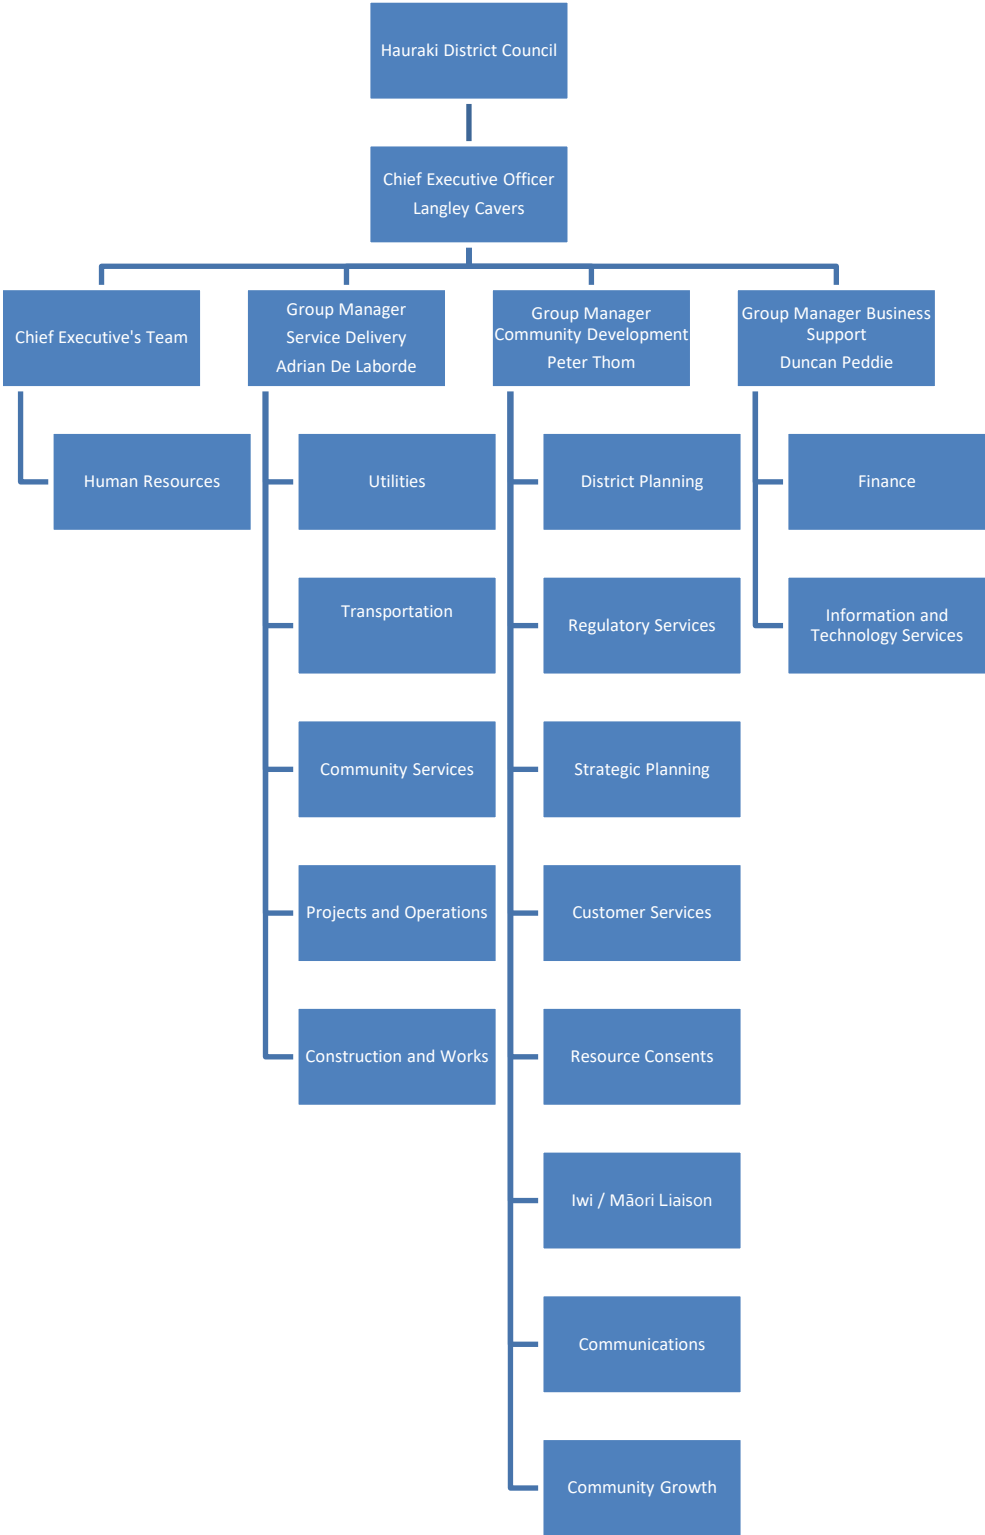 Hauraki District Council
Chief Executive Officer
Langley Cavers
Chief Executive's Team
Group Manager
Service Delivery
Adrian De Laborde
Group Manager
Community Development
Peter Thom
Group Manager Business
Support
Duncan Peddie
Human Resources
Utilities
District Planning
Finance
Transportation
Regulatory Services
Information and
Technology Services
Community Services
Strategic Planning
Projects and Operations
Customer Services
Construction and Works
Resource Consents
Iwi / Māori Liaison
Communications
Community Growth